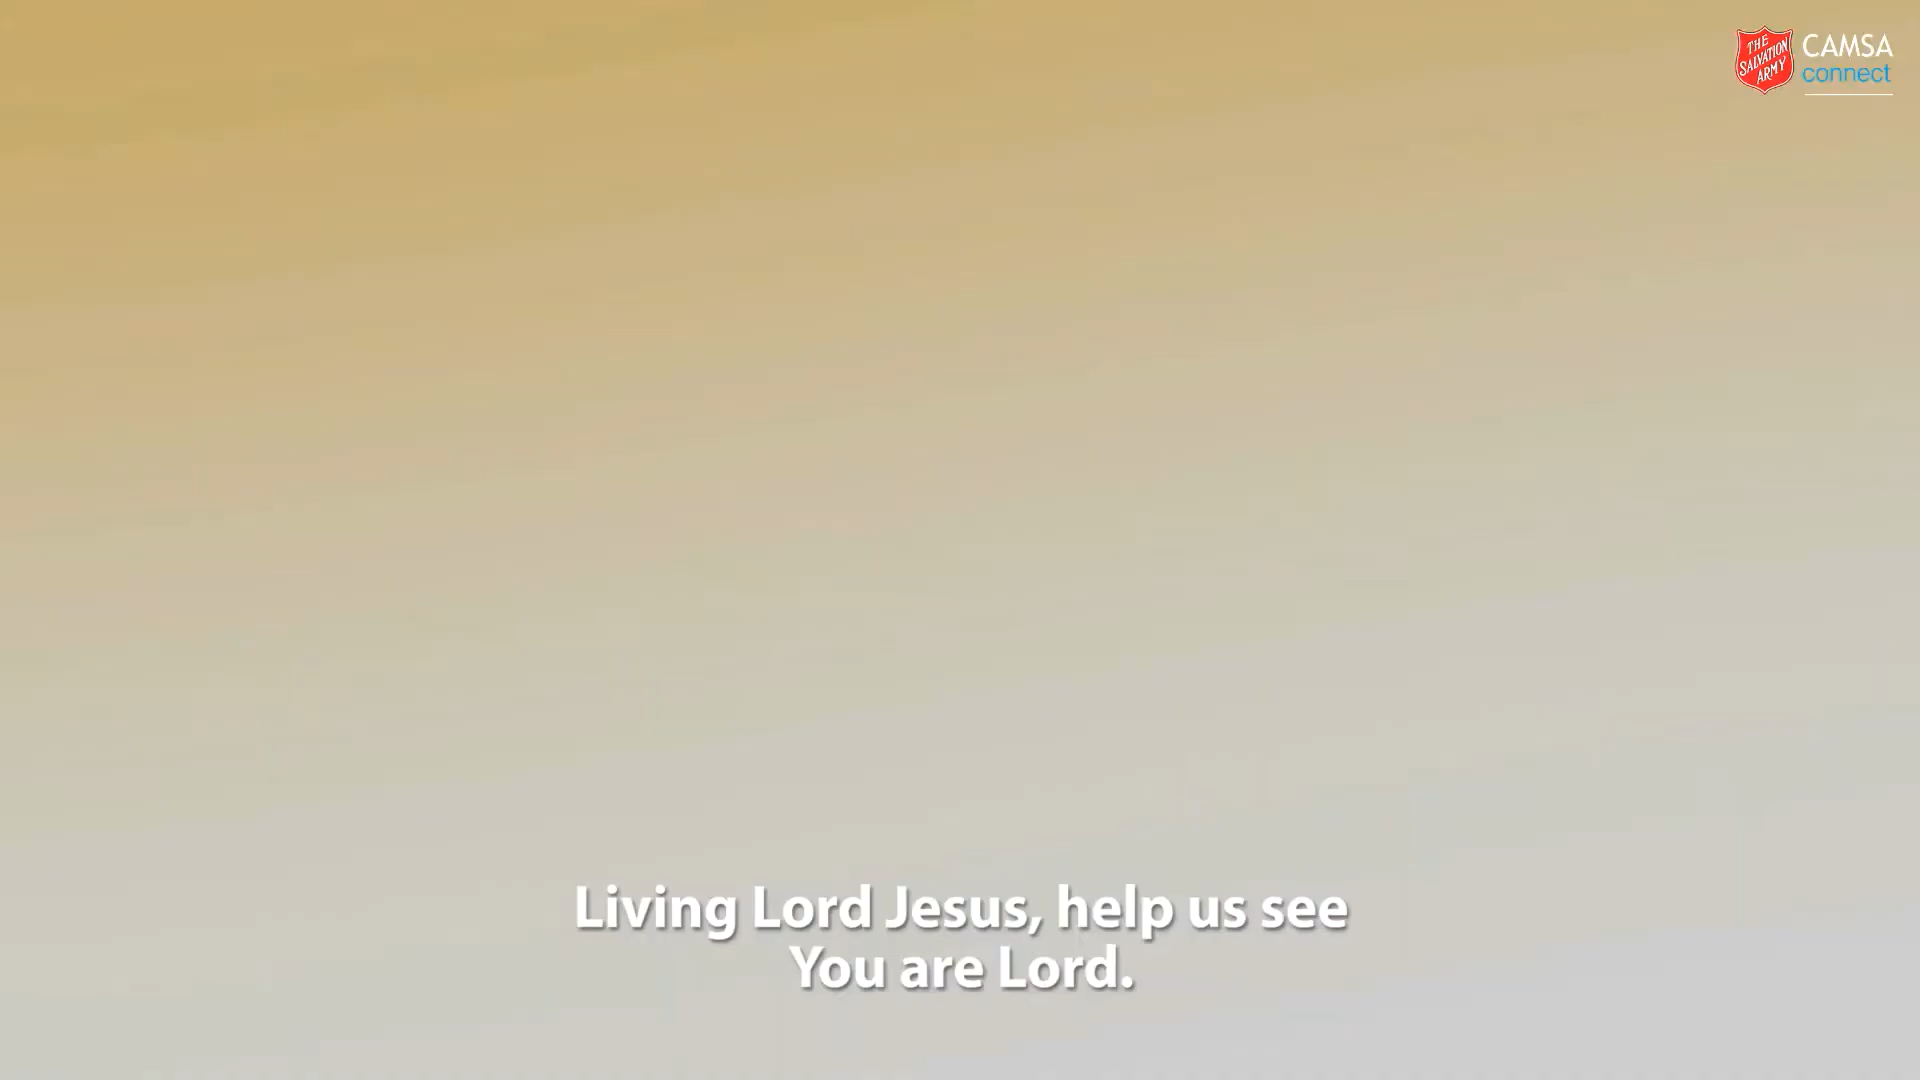 THE
SALVATION
ARMY
CAMSA
connect
Living Lord Jesus, help us see
You are Lord.